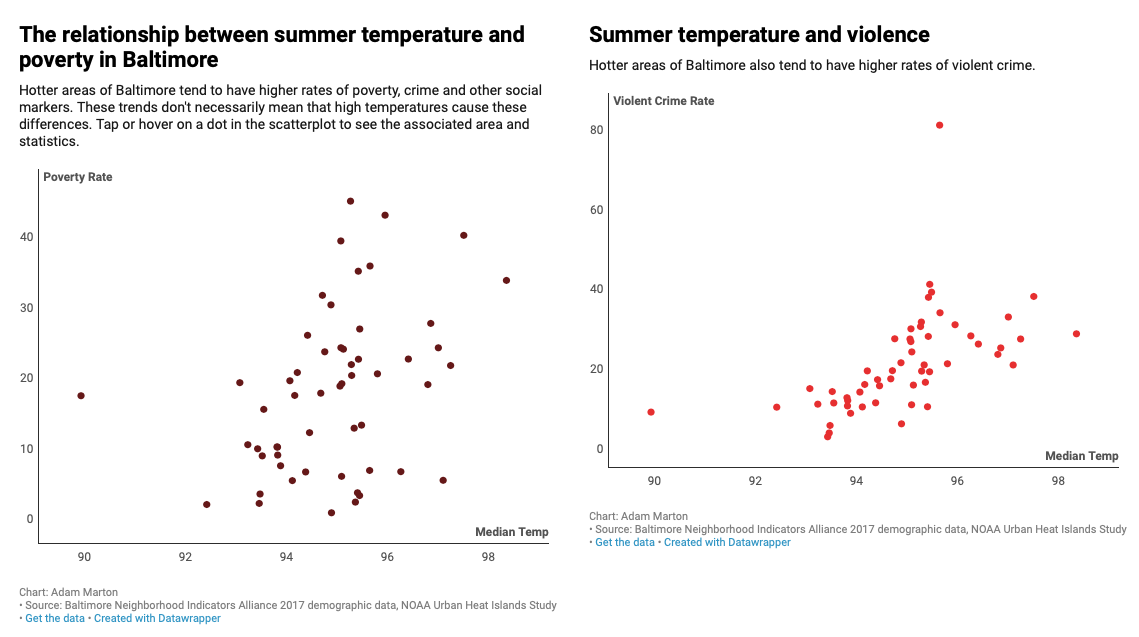 The relationship between summer temperature and
poverty in Baltimore
Hotter areas of Baltimore tend to have higher rates of poverty, crime and other social
markers. These trends don't necessarily mean that high temperatures cause these
differences. Tap or hover on a dot in the scatterplot to see the associated area and
statistics.
Poverty Rate
40
30
20
10
0
Median Temp
90 92 94 96 98
Chart: Adam Marton
• Source: Baltimore Neighborhood Indicators Alliance 2017 demographic data, NOAA Urban Heat Islands Study
• Get the data • Created with Datawrapper
Summer temperature and violence
Hotter areas of Baltimore also tend to have higher rates of violent crime.
Violent Crime Rate
80
60
40
20
0
Median Temp
90 92 94 96 98
Chart: Adam Marton
• Source: Baltimore Neighborhood Indicators Alliance 2017 demographic data, NOAA Urban Heat Islands Study
• Get the data • Created with Datawrapper